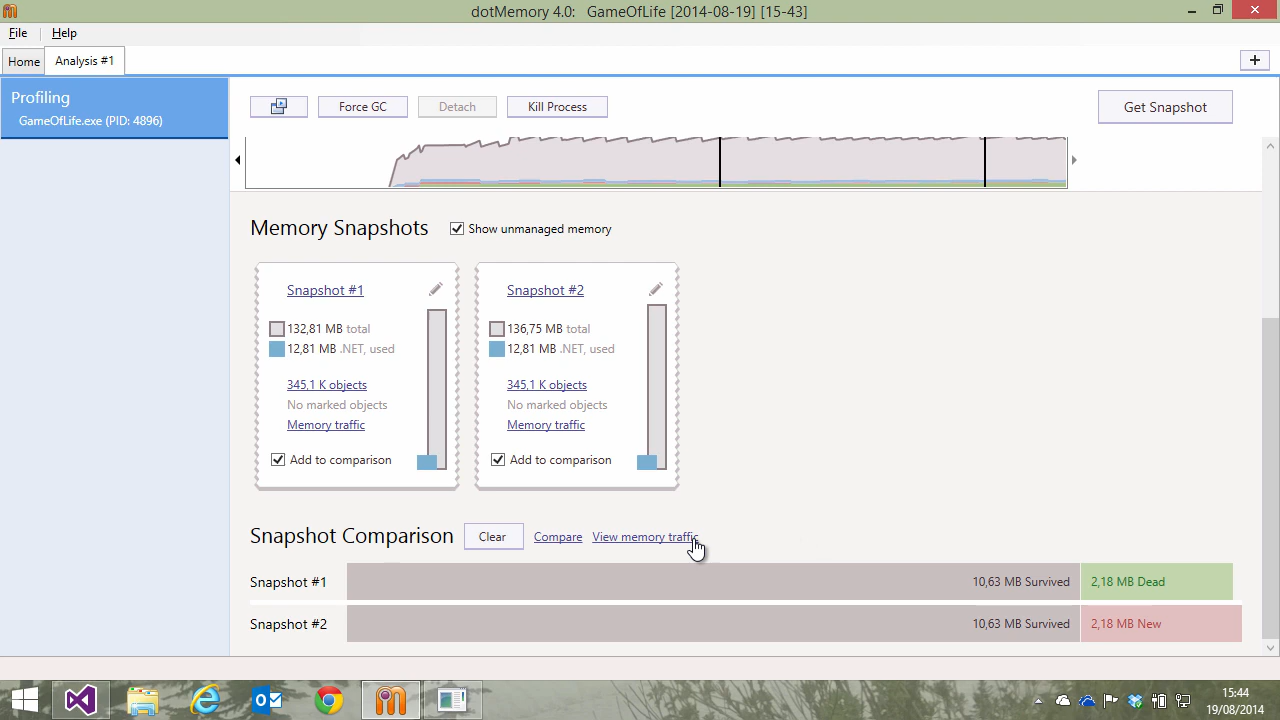 dotMemory 4.0: GameOfLife [2014-08-19] [15-43]
File Help
Home Analysis #1
Profiling
GameOfLife.exe (PID: 4896)
Force GC Detach Kill Process Get Snapshot
Memory Snapshots Show unmanaged memory
Snapshot #1
132,81 MB total
12,81 MB .NET, used
345,1 K objects
No marked objects
Memory traffic
Add to comparison
Snapshot #2
136,75 MB total
12,81 MB .NET, used
345,1 K objects
No marked objects
Memory traffic
Add to comparison
Snapshot Comparison Clear Compare View memory traffic
Snapshot #1 10,63 MB Survived 2,18 MB Dead
Snapshot #2 10,63 MB Survived 2,18 MB New
15:44
19/08/2014